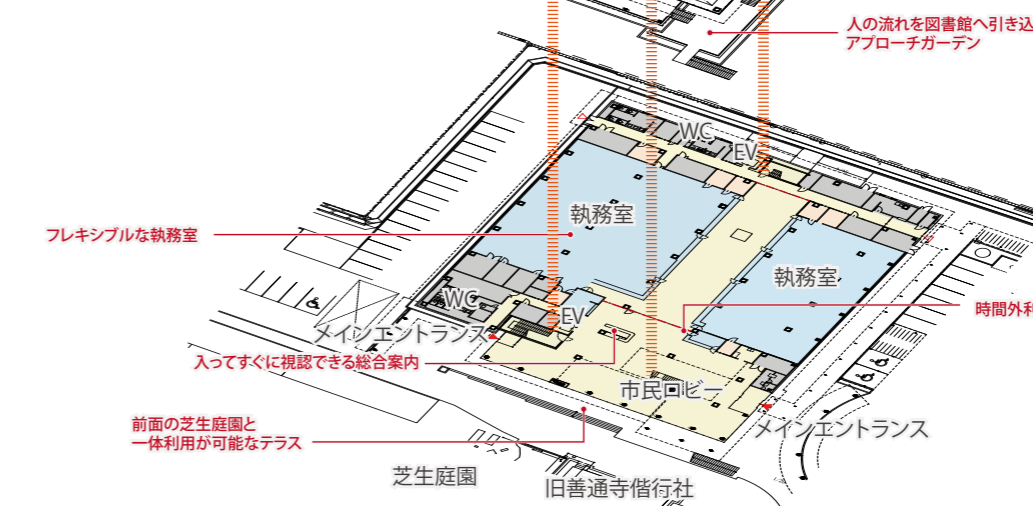 人の流れを図書館へ引き込
アプローチガーデン
WC
EV
執務室
フレキシブルな執務室
執務室
WC
EV
時間外利
メインエントランス
入ってすぐに視認できる総合案内
市民ロビー
前面の芝生庭園と
一体利用が可能なテラス
メインエントランス
芝生庭園
旧善通寺偕行社